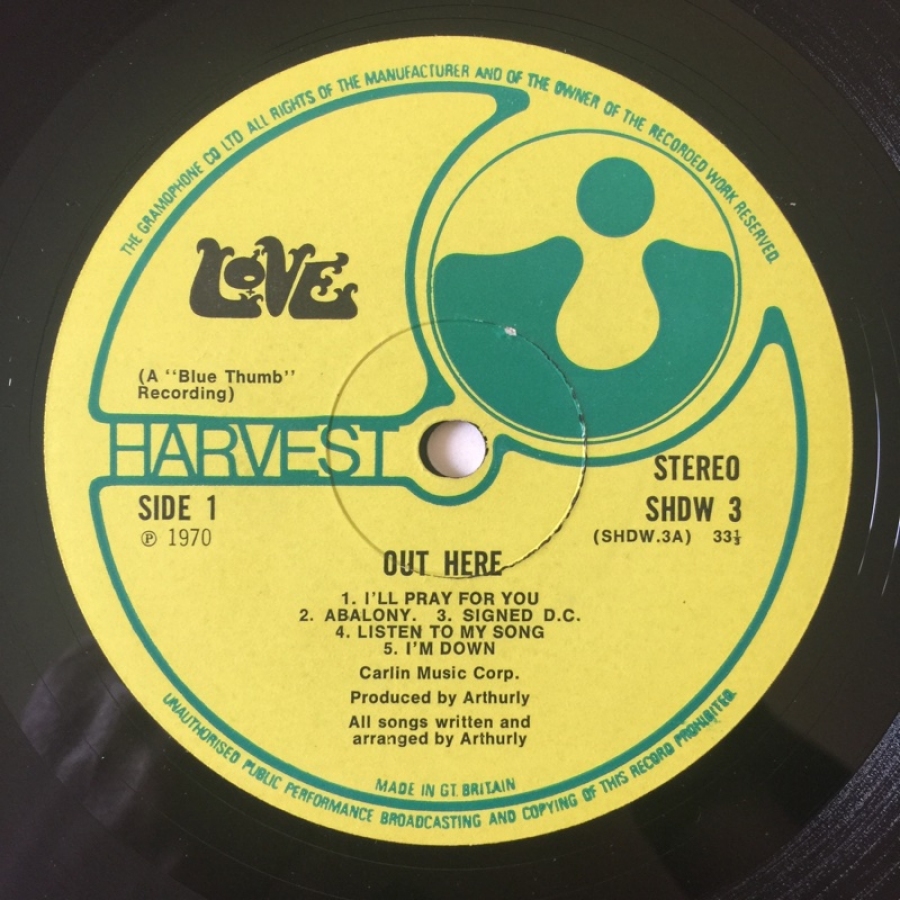 THE GRAMOPHONE CO LTD ALL RIGHTS OF THE MANUFACTURER AND OF THE OWNER OF THE RECORDED WORK RESERVED.
LOVE
(A "Blue Thumb"
Recording)
HARVEST
SIDE 1
℗ 1970
STEREO
SHDW 3
(SHDW.3A) 33⅓
OUT HERE
1. I'LL PRAY FOR YOU
2. ABALONY. 3. SIGNED D.C.
4. LISTEN TO MY SONG
5. I'M DOWN
Carlin Music Corp.
Produced by Arthurly
All songs written and
arranged by Arthurly
MADE IN GT. BRITAIN
UNAUTHORISED PUBLIC PERFORMANCE BROADCASTING AND COPYING OF THIS RECORD PROHIBITED